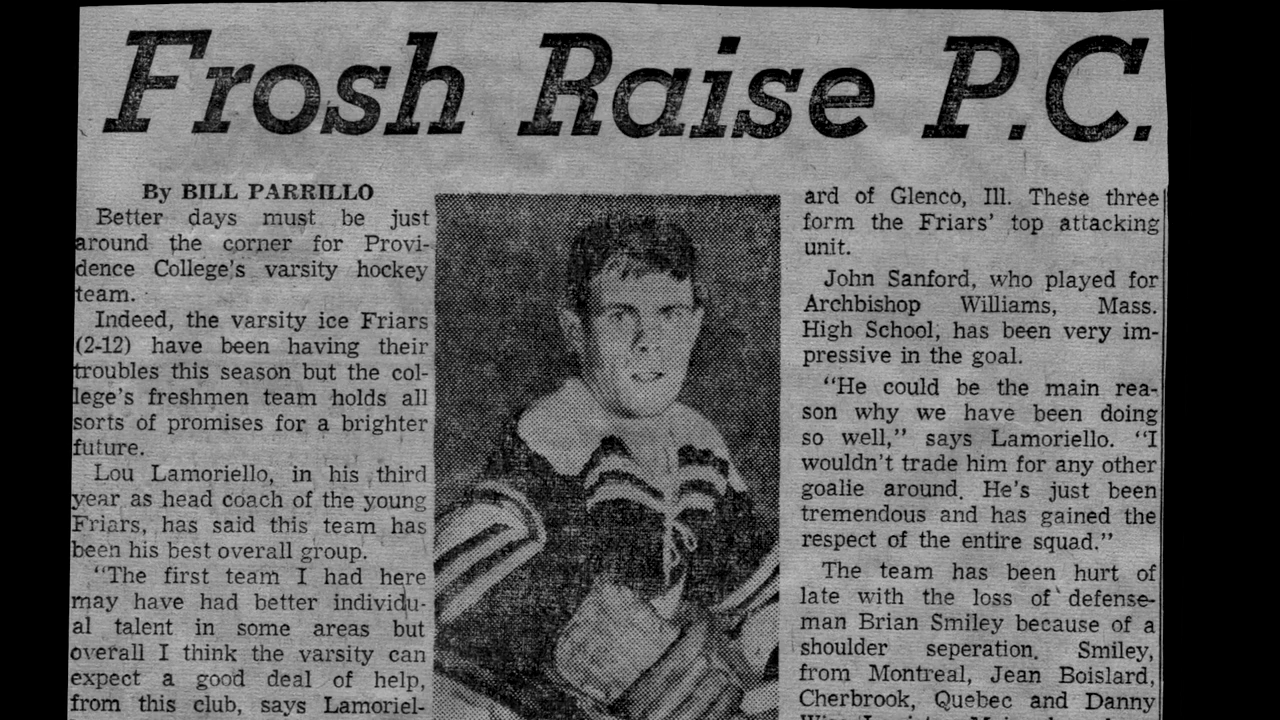 Frosh Raise P.C.
By BILL PARRILLO
Better days must be just
around the corner for Provi-
dence College's varsity hockey
team.
Indeed, the varsity ice Friars
(2-12) have been having their
troubles this season but the col-
lege's freshmen team holds all
sorts of promises for a brighter
future.
Lou Lamoriello, in his third
year as head coach of the young
Friars, has said this team has
been his best overall group.
"The first team I had here
may have had better individu-
al talent in some areas but
overall I think the varsity can
expect a good deal of help,
from this club, says Lamoriel-
ard of Glenco, Ill. These three
form the Friars' top attacking
unit.
John Sanford, who played for
Archbishop Williams, Mass.
High School, has been very im-
pressive in the goal.
"He could be the main rea-
son why we have been doing
so well," says Lamoriello. "I
wouldn't trade him for any other
goalie around. He's just been
tremendous and has gained the
respect of the entire squad."
The team has been hurt of
late with the loss of defense-
man Brian Smiley because of a
shoulder seperation. Smiley,
from Montreal, Jean Boislard,
Cherbrook, Quebec and Danny